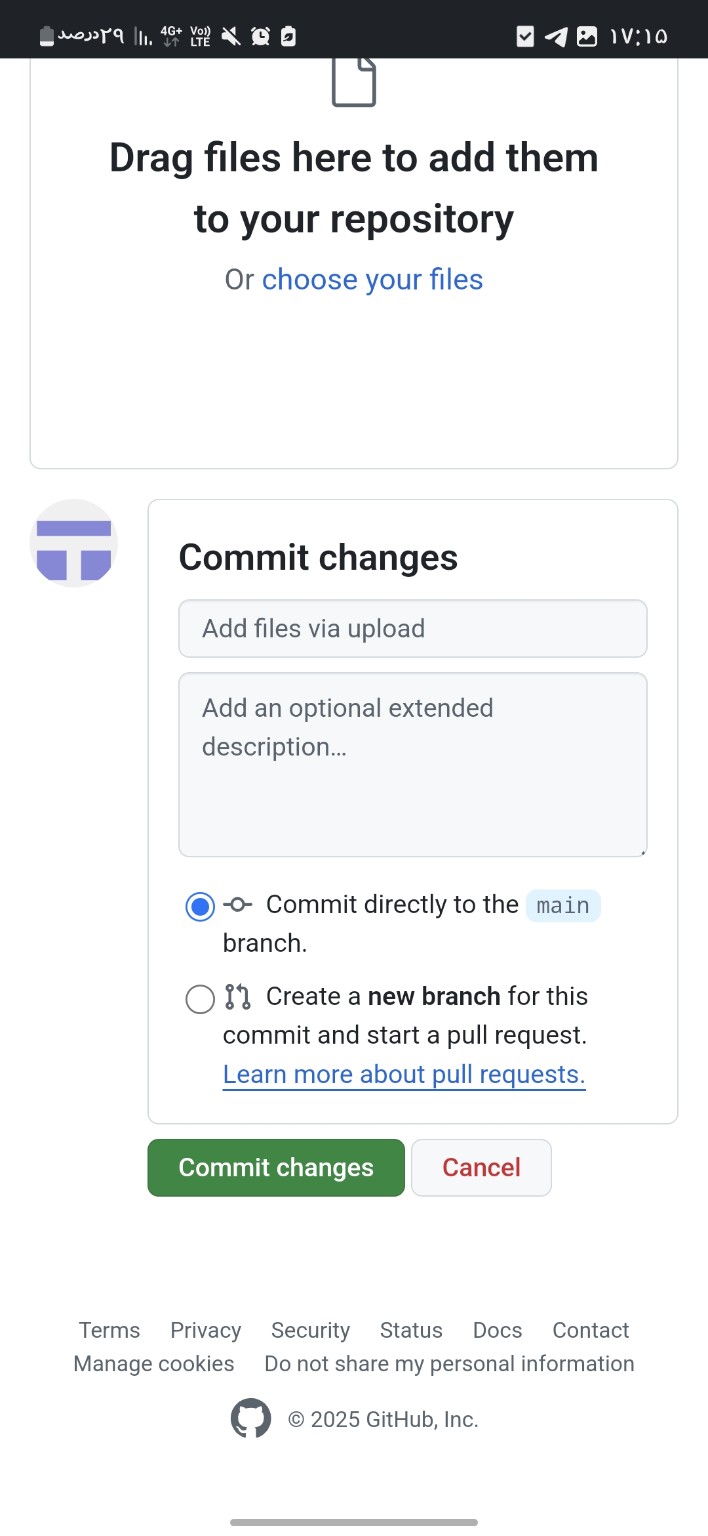 ۲۹درصد 4G+ Vo)) LTE ۱۷:۱۵
Drag files here to add them
to your repository
Or choose your files
Commit changes
Add files via upload
Add an optional extended
description…
Commit directly to the main
branch.
Create a new branch for this
commit and start a pull request.
Learn more about pull requests.
Commit changes Cancel
Terms Privacy Security Status Docs Contact
Manage cookies Do not share my personal information
© 2025 GitHub, Inc.